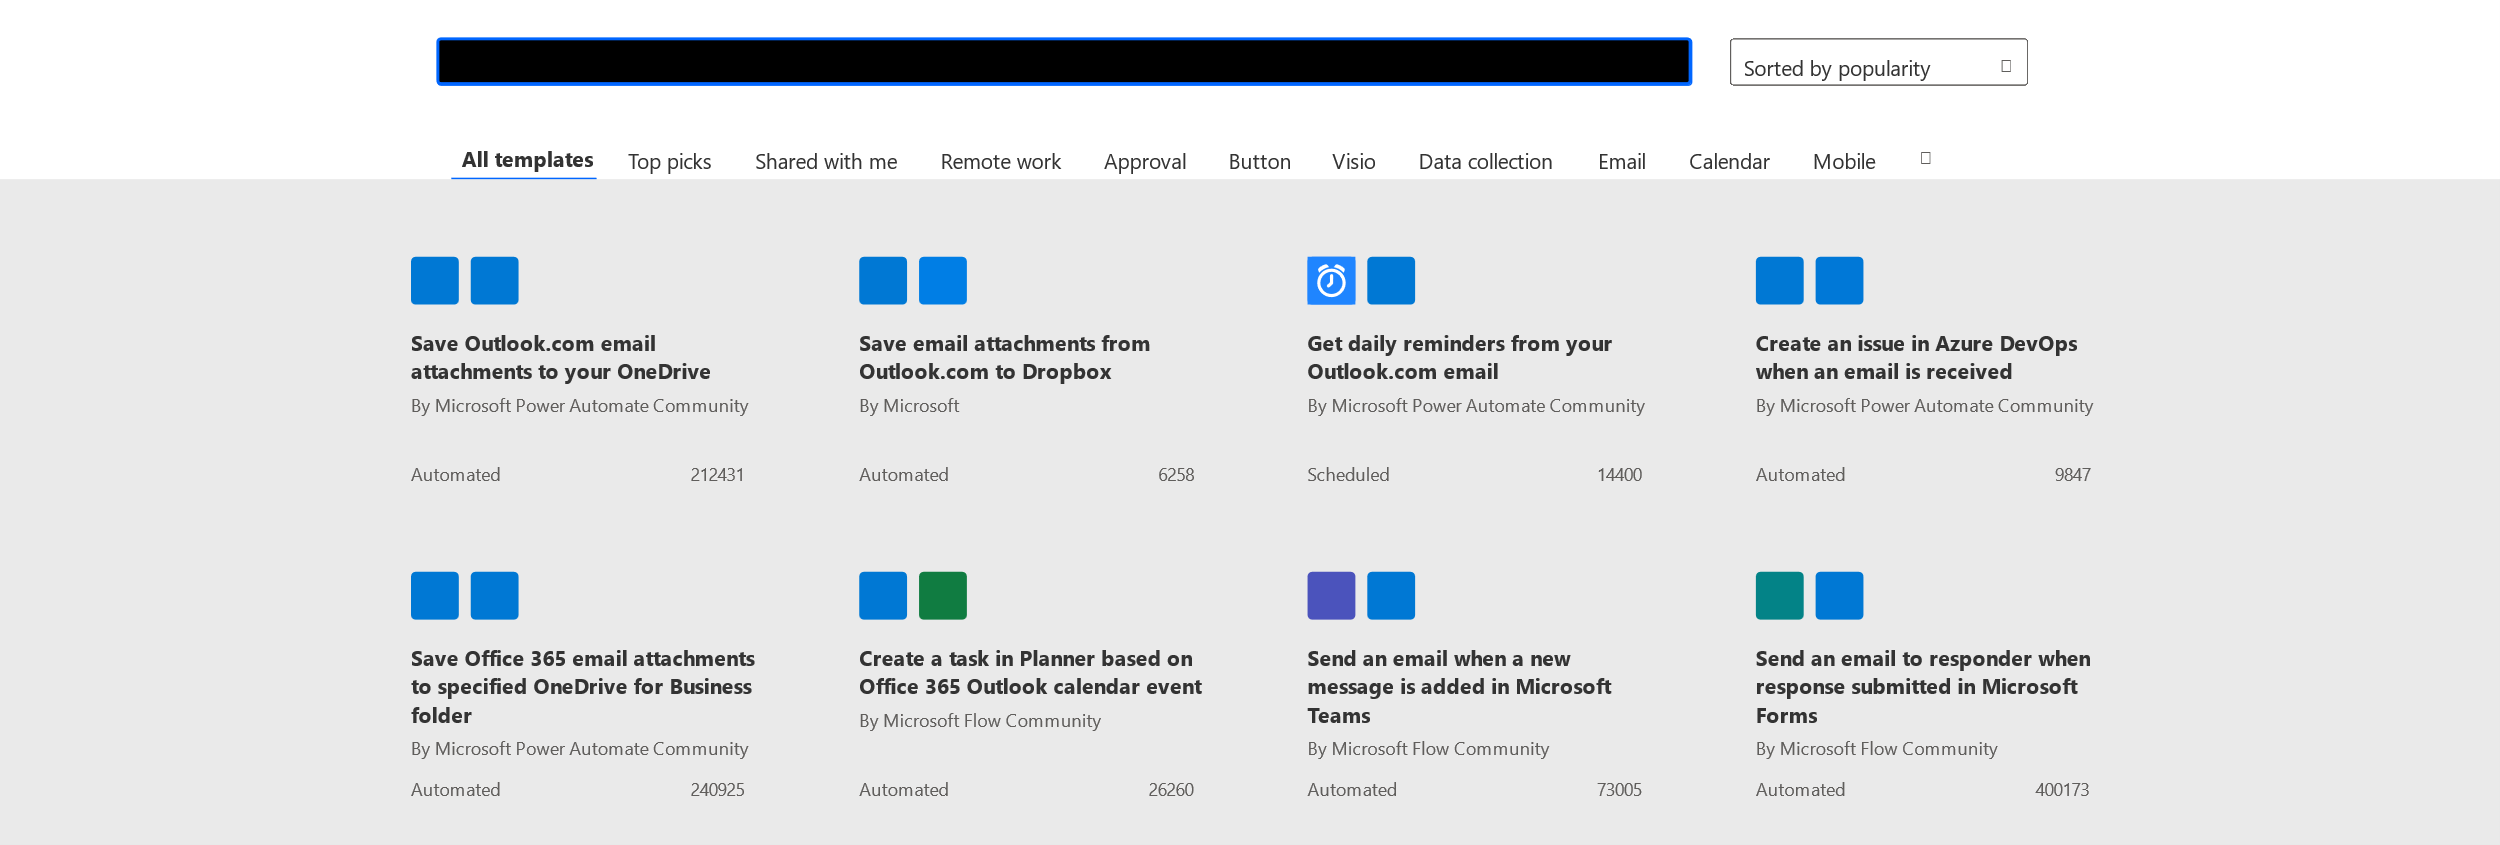 Sorted by popularity
All templates Top picks Shared with me Remote work Approval Button Visio Data collection Email Calendar Mobile
Save Outlook.com email
attachments to your OneDrive
By Microsoft Power Automate Community
Automated 212431
Save email attachments from
Outlook.com to Dropbox
By Microsoft
Automated 6258
Get daily reminders from your
Outlook.com email
By Microsoft Power Automate Community
Scheduled 14400
Create an issue in Azure DevOps
when an email is received
By Microsoft Power Automate Community
Automated 9847
Save Office 365 email attachments
to specified OneDrive for Business
folder
By Microsoft Power Automate Community
Automated 240925
Create a task in Planner based on
Office 365 Outlook calendar event
By Microsoft Flow Community
Automated 26260
Send an email when a new
message is added in Microsoft
Teams
By Microsoft Flow Community
Automated 73005
Send an email to responder when
response submitted in Microsoft
Forms
By Microsoft Flow Community
Automated 400173